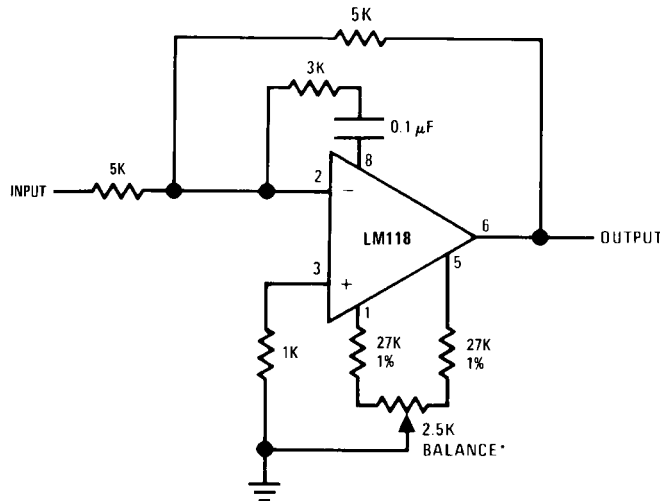 5K
3K
0.1 μF
8
5K
INPUT
2
−
LM118
6
OUTPUT
5
3
+
1
1K
27K
1%
27K
1%
2.5K
BALANCE*